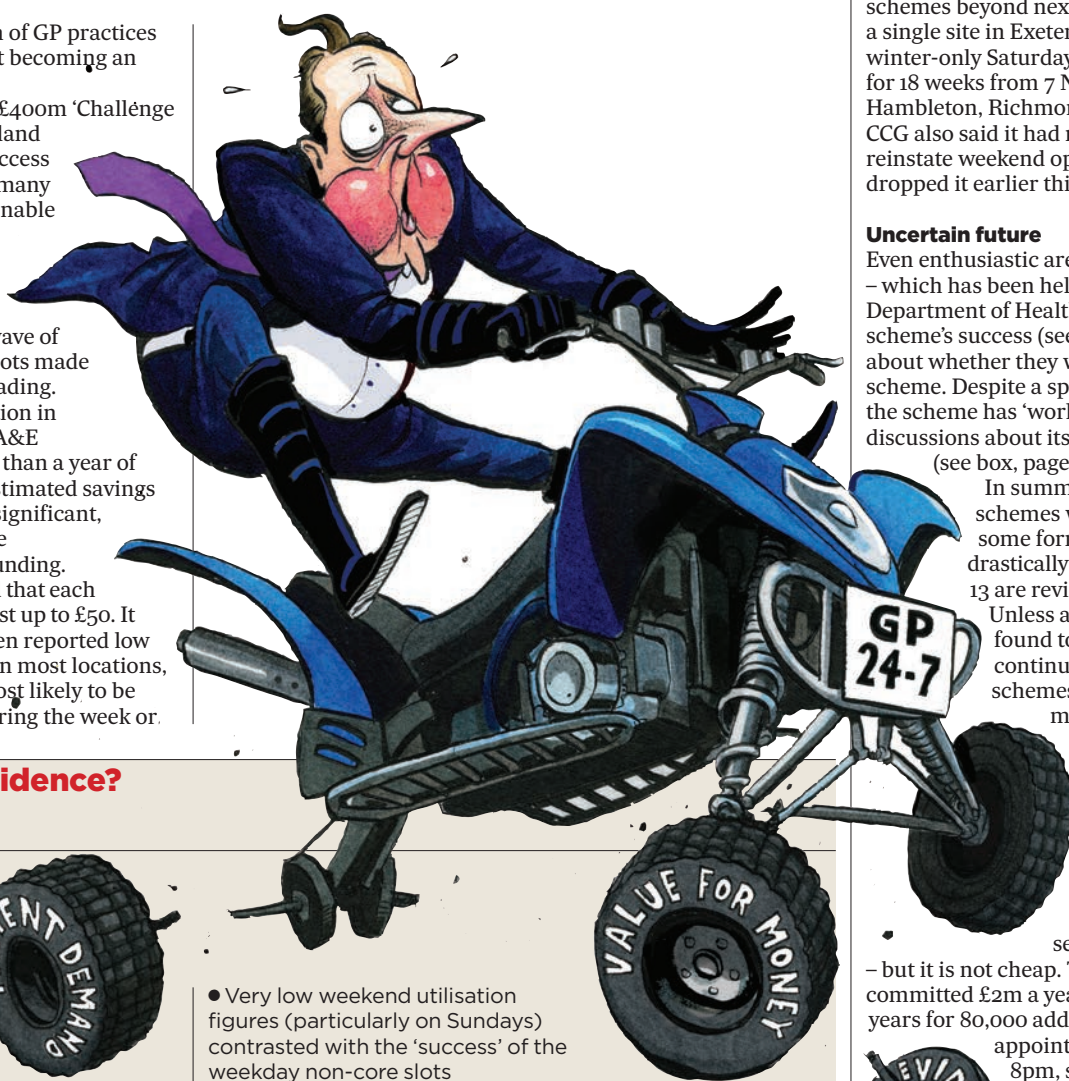 n of GP practices
t becoming an
£400m ‘Challenge
land
ccess
many
nable
vave of
ots made
ading.
ion in
A&E
than a year of
stimated savings
significant,
e
unding.
that each
st up to £50. It
en reported low
n most locations,
ost likely to be
ring the week or
idence?
ENT DEMAND
• Very low weekend utilisation
figures (particularly on Sundays)
contrasted with the ‘success’ of the
weekday non-core slots
GP
24-7
VALUE FOR MONEY
schemes beyond next
a single site in Exeter
winter-only Saturday
for 18 weeks from 7 N
Hambleton, Richmo
CCG also said it had r
reinstate weekend op
dropped it earlier thi
Uncertain future
Even enthusiastic are
– which has been hel
Department of Healt
scheme’s success (see
about whether they w
scheme. Despite a sp
the scheme has ‘worl
discussions about its
(see box, page
In summ
schemes w
some form
drastically
13 are revi
Unless a
found to
continu
schemes
m
se
– but it is not cheap. T
committed £2m a yea
years for 80,000 add
appoint
8pm, s
EVID